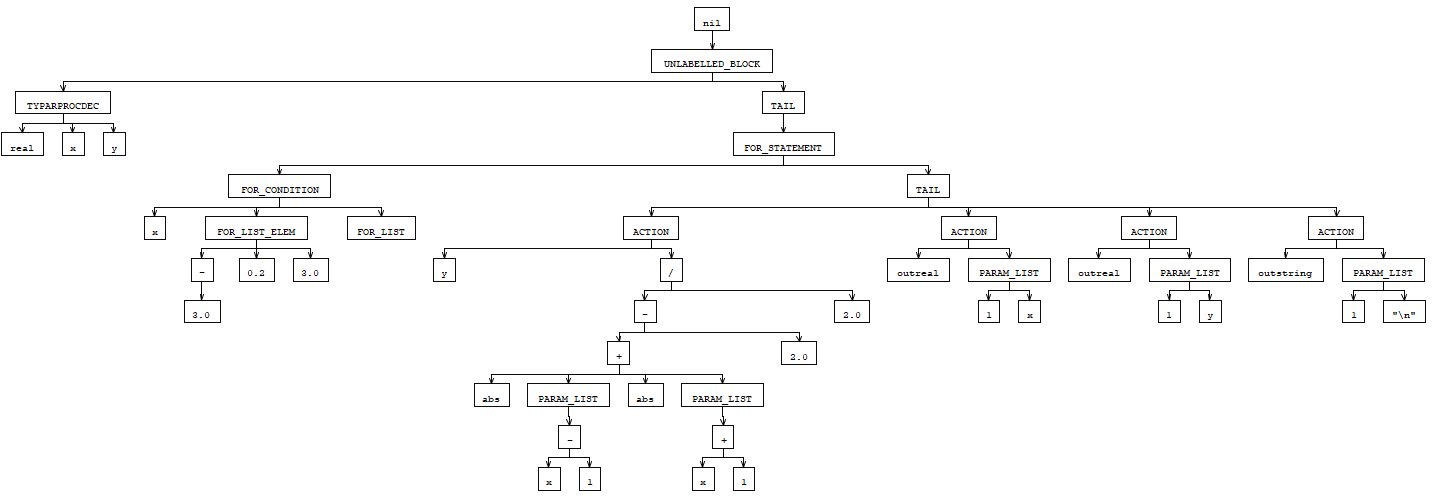 nil
UNLABELLED_BLOCK
TYPARPROCDEC TAIL
real x y FOR_STATEMENT
FOR_CONDITION TAIL
x FOR_LIST_ELEM FOR_LIST ACTION ACTION ACTION ACTION
- 0.2 3.0 y / outreal PARAM_LIST outreal PARAM_LIST outstring PARAM_LIST
3.0 - 2.0 1 x 1 y 1 "\n"
+ 2.0
abs PARAM_LIST abs PARAM_LIST
- +
x 1 x 1